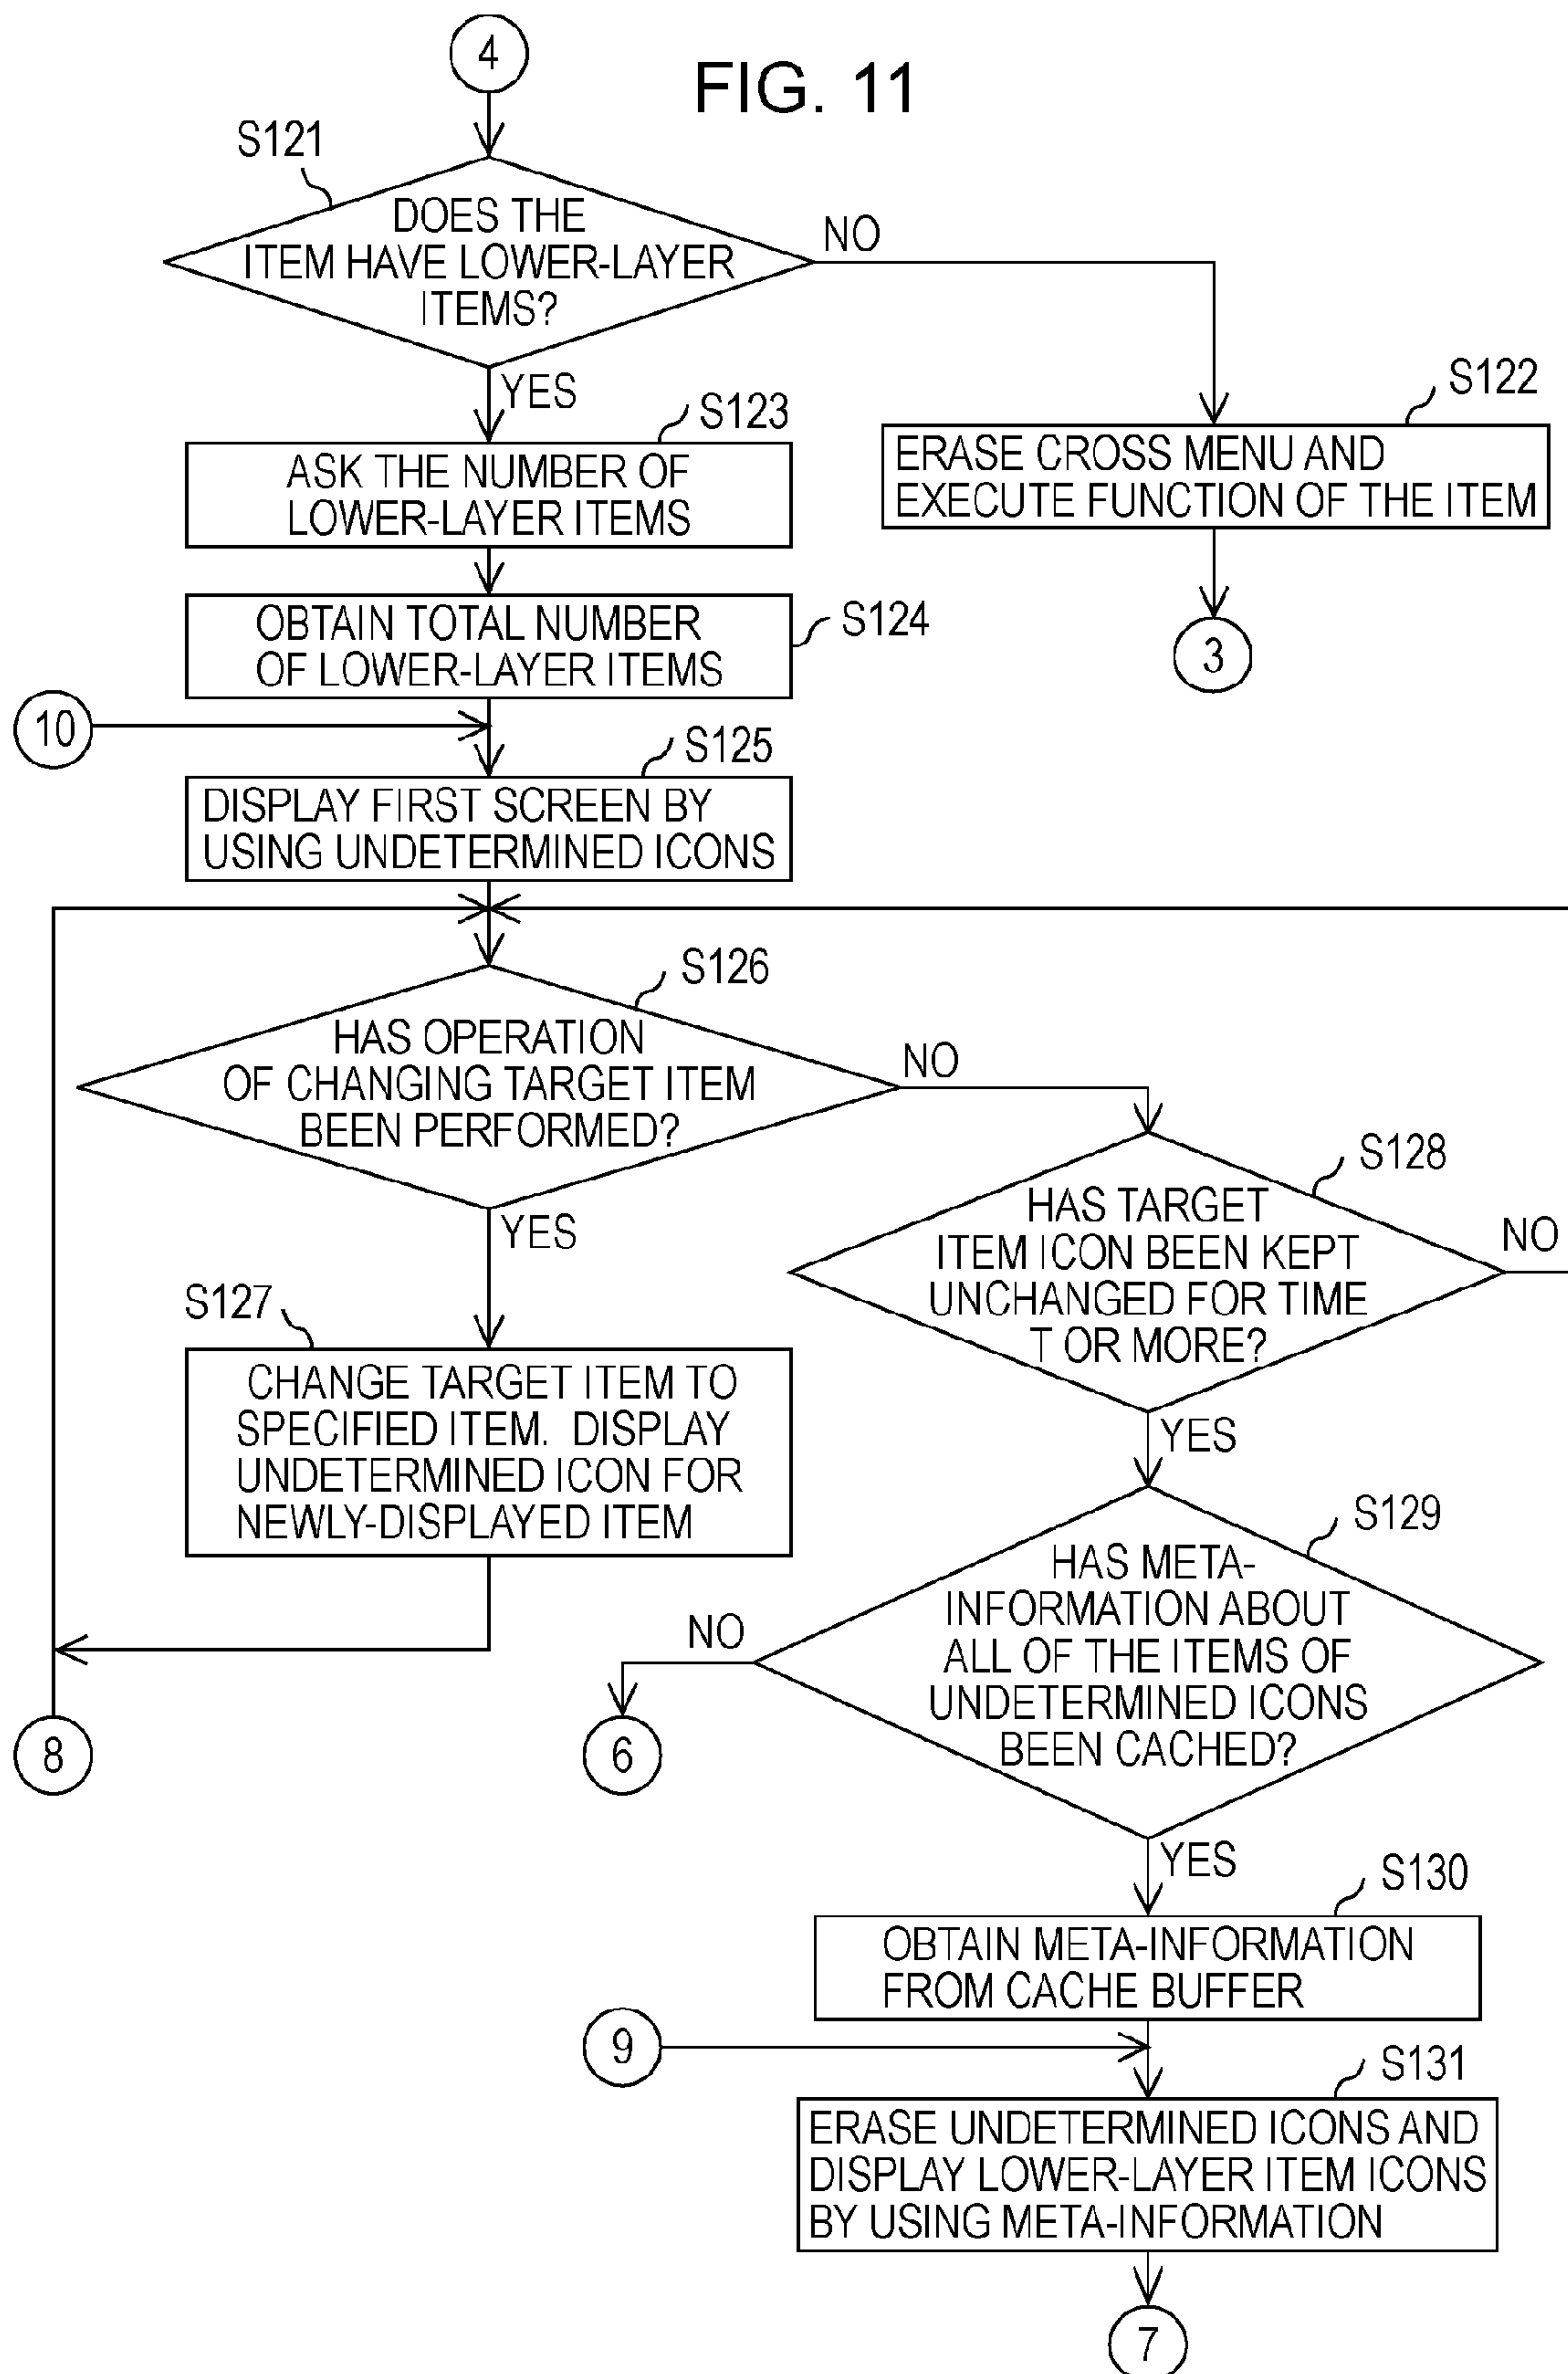 4
FIG. 11
S121
DOES THE
ITEM HAVE LOWER-LAYER
ITEMS?
NO
YES
S122
ERASE CROSS MENU AND
EXECUTE FUNCTION OF THE ITEM
3
S123
ASK THE NUMBER OF
LOWER-LAYER ITEMS
S124
OBTAIN TOTAL NUMBER
OF LOWER-LAYER ITEMS
10
S125
DISPLAY FIRST SCREEN BY
USING UNDETERMINED ICONS
S126
HAS OPERATION
OF CHANGING TARGET ITEM
BEEN PERFORMED?
NO
YES
S127
CHANGE TARGET ITEM TO
SPECIFIED ITEM. DISPLAY
UNDETERMINED ICON FOR
NEWLY-DISPLAYED ITEM
8
S128
HAS TARGET
ITEM ICON BEEN KEPT
UNCHANGED FOR TIME
T OR MORE?
NO
YES
S129
HAS META-
INFORMATION ABOUT
ALL OF THE ITEMS OF
UNDETERMINED ICONS
BEEN CACHED?
NO
6
YES
S130
OBTAIN META-INFORMATION
FROM CACHE BUFFER
9
S131
ERASE UNDETERMINED ICONS AND
DISPLAY LOWER-LAYER ITEM ICONS
BY USING META-INFORMATION
7